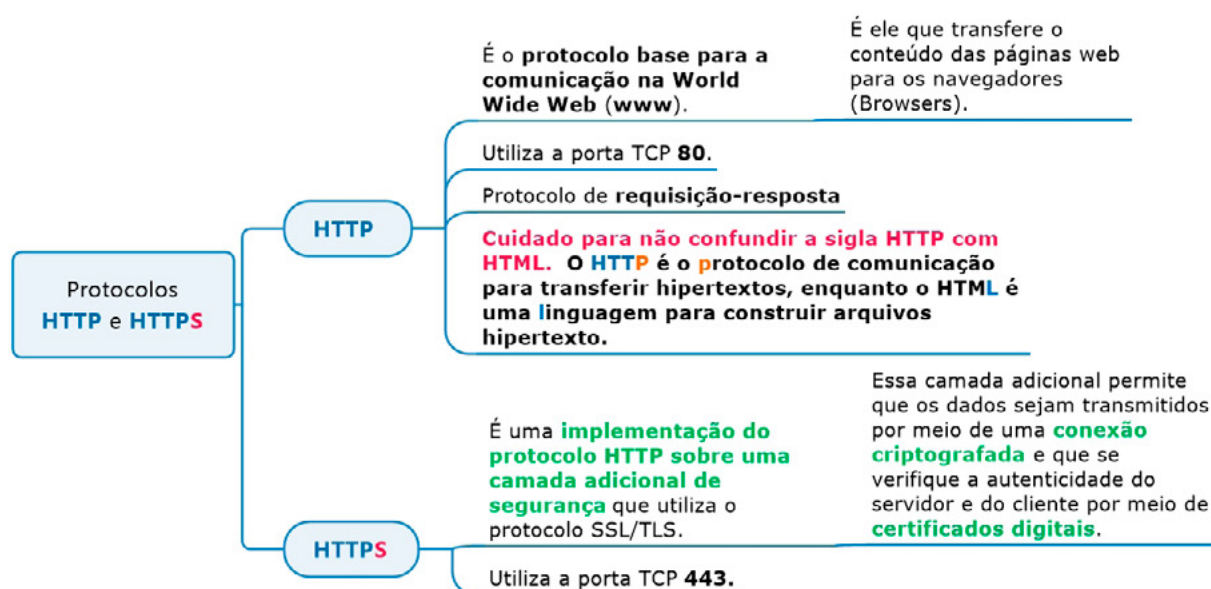 Protocolos
HTTP e HTTPS
HTTP
É o protocolo base para a
comunicação na World
Wide Web (www).
É ele que transfere o
conteúdo das páginas web
para os navegadores
(Browsers).
Utiliza a porta TCP 80.
Protocolo de requisição-resposta
Cuidado para não confundir a sigla HTTP com
HTML. O HTTP é o protocolo de comunicação
para transferir hipertextos, enquanto o HTML é
uma linguagem para construir arquivos
hipertexto.
HTTPS
É uma implementação do
protocolo HTTP sobre uma
camada adicional de
segurança que utiliza o
protocolo SSL/TLS.
Essa camada adicional permite
que os dados sejam transmitidos
por meio de uma conexão
criptografada e que se
verifique a autenticidade do
servidor e do cliente por meio de
certificados digitais.
Utiliza a porta TCP 443.